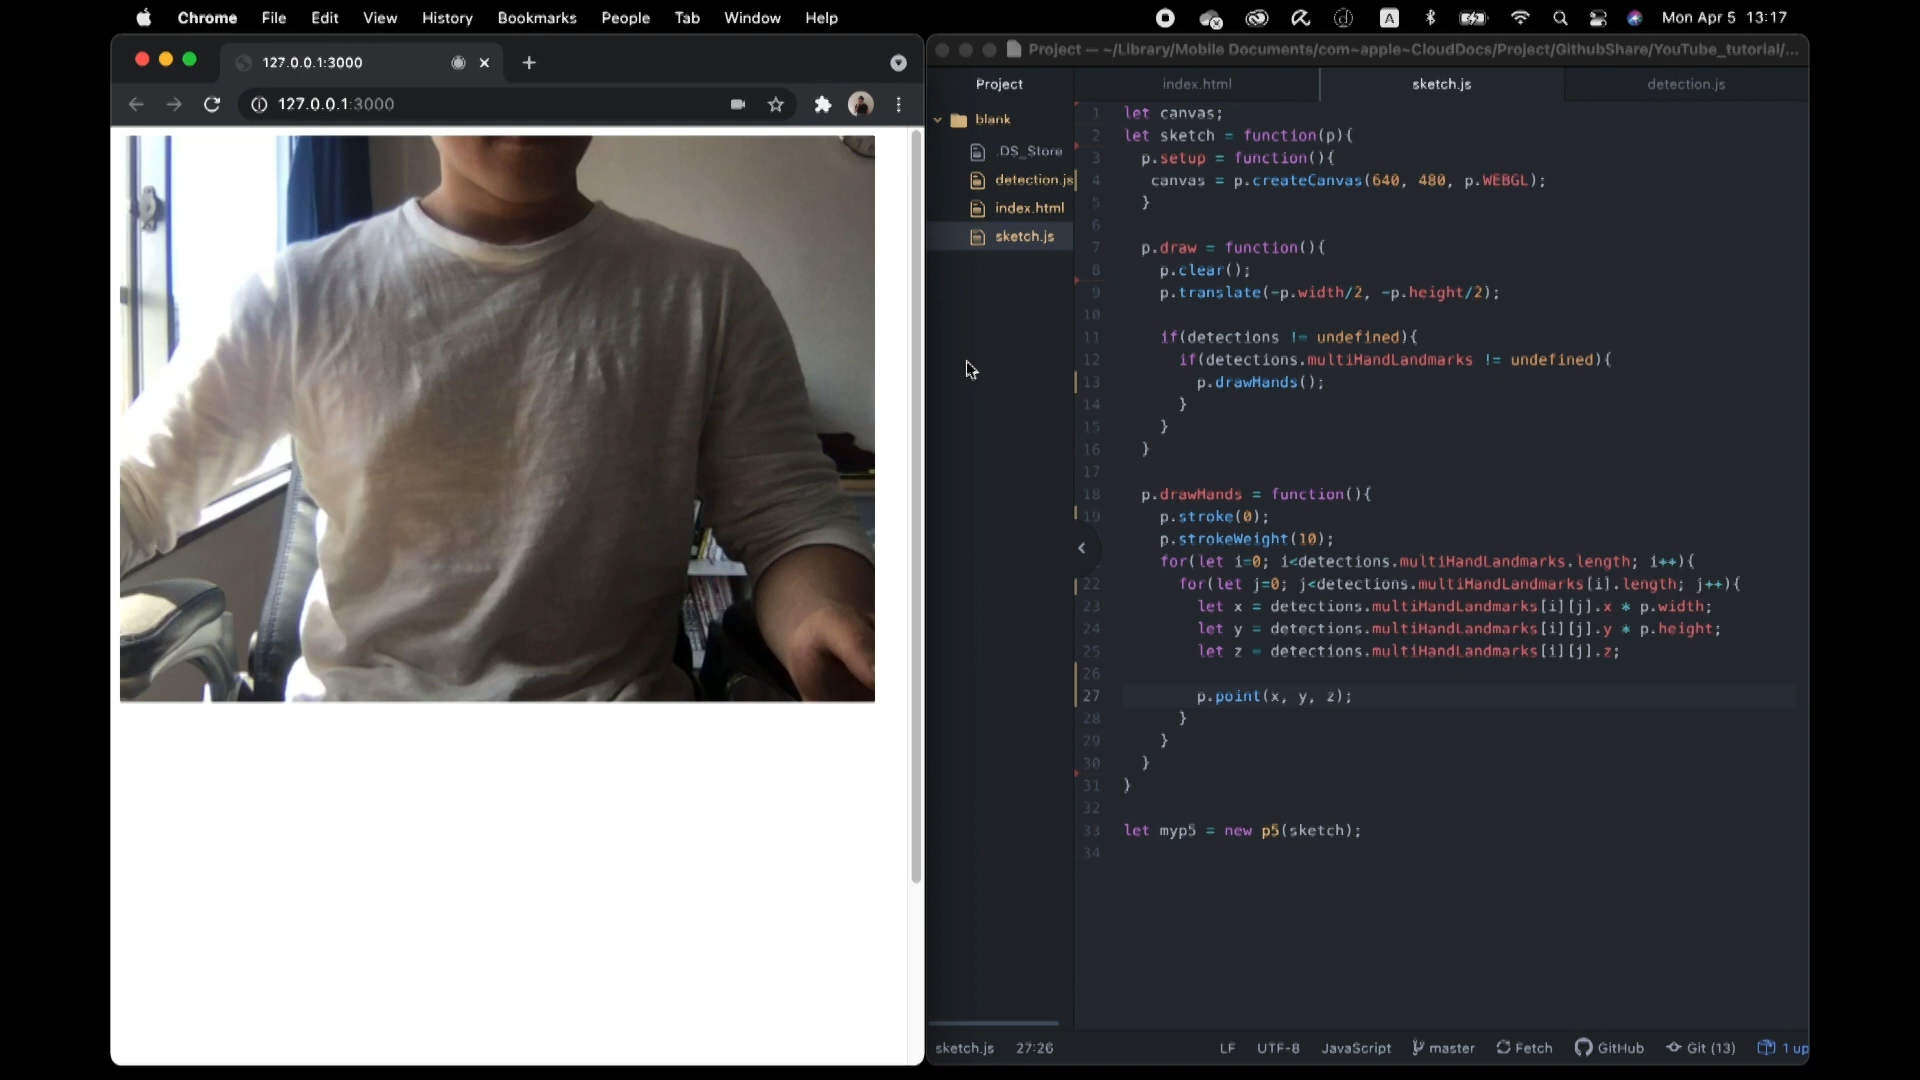 Chrome File Edit View History Bookmarks People Tab Window Help
A
Mon Apr 5 13:17
127.0.0.1:3000
127.0.0.1:3000
Project — ~/Library/Mobile Documents/com~apple~CloudDocs/Project/GithubShare/YouTube_tutorial/...
Project
blank
.DS_Store
detection.js
index.html
sketch.js
index.html
sketch.js
detection.js
1 let canvas;
2 let sketch = function(p){
3 p.setup = function(){
4 canvas = p.createCanvas(640, 480, p.WEBGL);
5 }
6
7 p.draw = function(){
8 p.clear();
9 p.translate(-p.width/2, -p.height/2);
10
11 if(detections != undefined){
12 if(detections.multiHandLandmarks != undefined){
13 p.drawHands();
14 }
15 }
16 }
17
18 p.drawHands = function(){
19 p.stroke(0);
p.strokeWeight(10);
for(let i=0; i<detections.multiHandLandmarks.length; i++){
22 for(let j=0; j<detections.multiHandLandmarks[i].length; j++){
23 let x = detections.multiHandLandmarks[i][j].x * p.width;
24 let y = detections.multiHandLandmarks[i][j].y * p.height;
25 let z = detections.multiHandLandmarks[i][j].z;
26
27 p.point(x, y, z);
28 }
29 }
30 }
31 }
32
33 let myp5 = new p5(sketch);
34
sketch.js 27:26
LF UTF-8 JavaScript master Fetch GitHub Git (13) 1 up